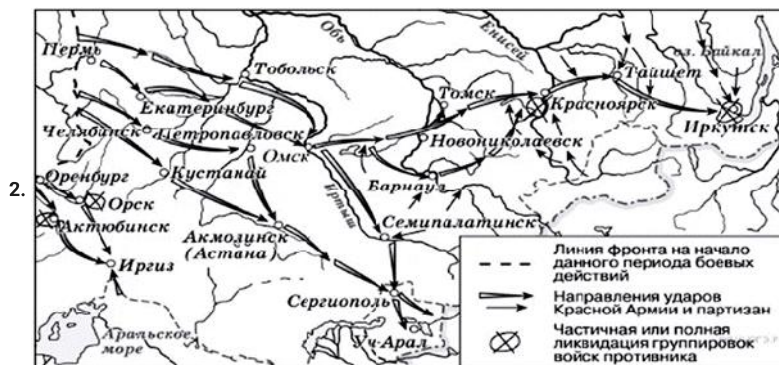 2.
Обь
Енисей
Пермь
Тобольск
оз. Байкал
Тайшет
Томск
Екатеринбург
Красноярск
Челябинск
Петропавловск
Омск
Новониколаевск
Иркутск
Оренбург
Кустанай
Барнаул
Орск
Иртыш
Актюбинск
Семипалатинск
Акмолинск
(Астана)
Иргиз
Сергиополь
Аральское
море
Уч-Арал
Линия фронта на начало
данного периода боевых
действий
Направления ударов
Красной Армии и партизан
Частичная или полная
ликвидация группировок
войск противника